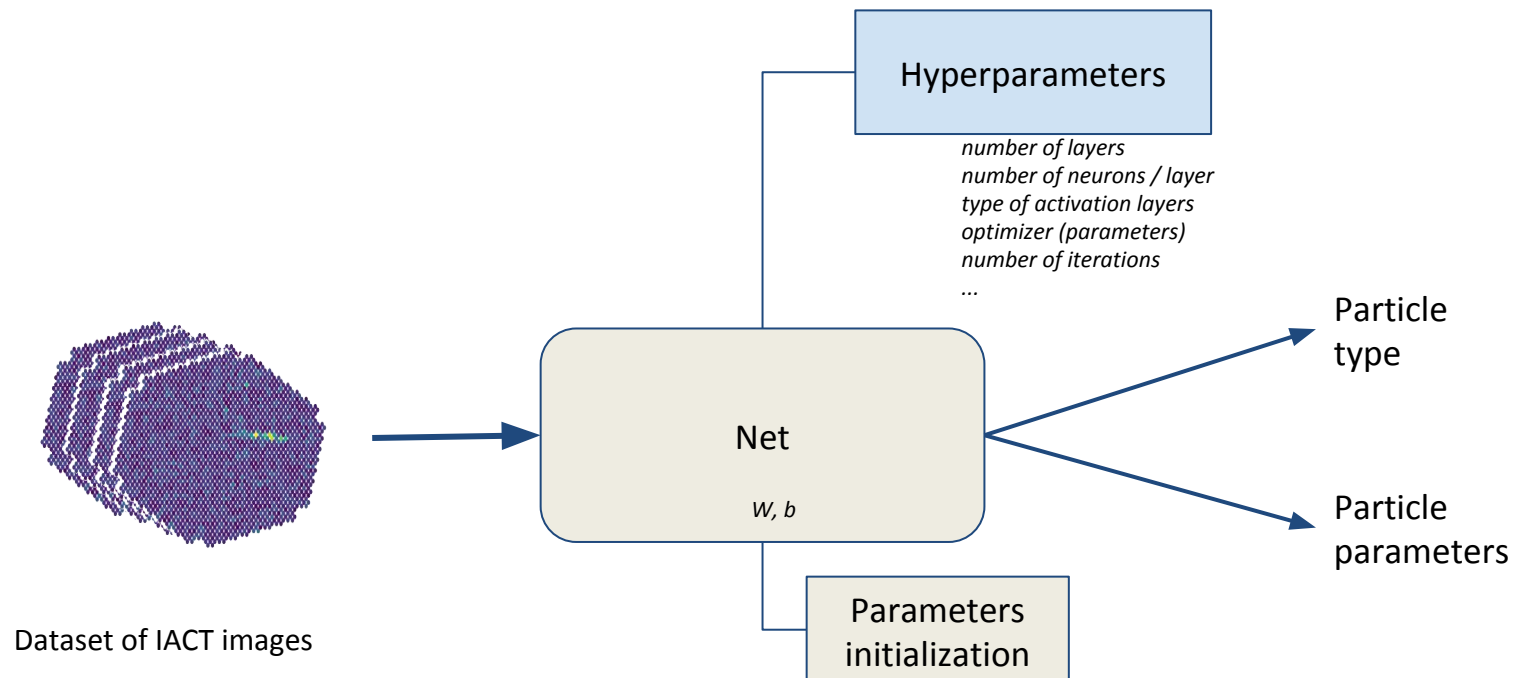 Hyperparameters
number of layers
number of neurons / layer
type of activation layers
optimizer (parameters)
number of iterations
...
Particle
type
Net
W, b
Particle
parameters
Parameters
initialization
Dataset of IACT images